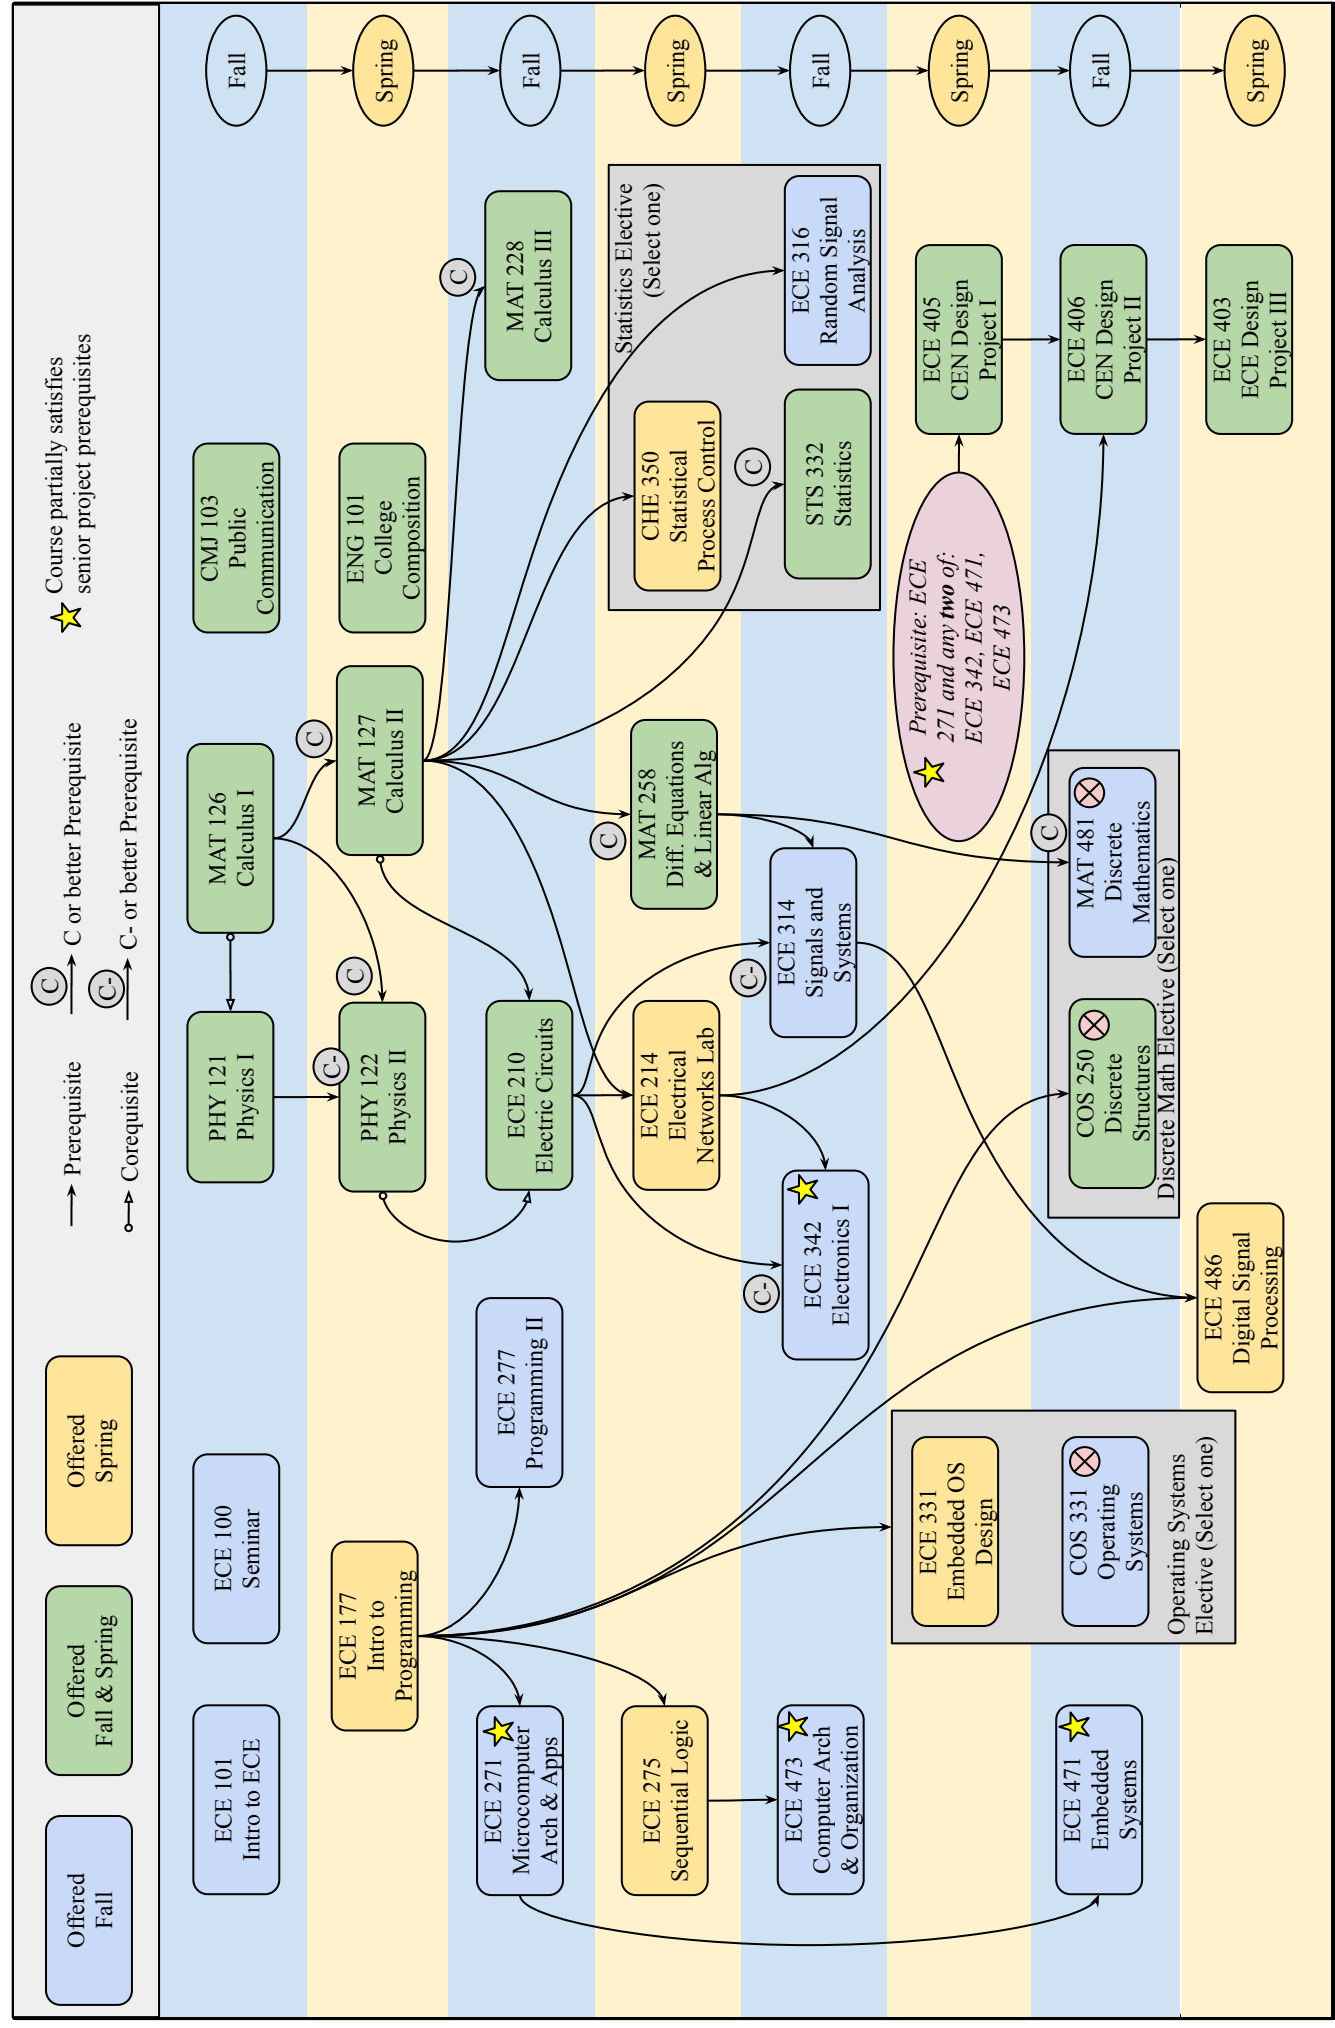 Offered
Fall
Offered
Fall & Spring
Offered
Spring
Prerequisite
Corequisite
C
C or better Prerequisite
C-
C- or better Prerequisite
Course partially satisfies
senior project prerequisites
ECE 101
Intro to ECE
ECE 100
Seminar
PHY 121
Physics I
MAT 126
Calculus I
CMJ 103
Public
Communication
Fall
ECE 177
Intro to
Programming
C-
PHY 122
Physics II
C
C
MAT 127
Calculus II
ENG 101
College
Composition
Spring
ECE 271
Microcomputer
Arch & Apps
ECE 277
Programming II
ECE 210
Electric Circuits
C
MAT 228
Calculus III
Fall
ECE 275
Sequential Logic
ECE 214
Electrical
Networks Lab
C
MAT 258
Diff. Equations
& Linear Alg
Statistics Elective
(Select one)
CHE 350
Statistical
Process Control
Spring
ECE 473
Computer Arch
& Organization
C-
ECE 342
Electronics I
C-
ECE 314
Signals and
Systems
C
STS 332
Statistics
ECE 316
Random Signal
Analysis
Fall
ECE 331
Embedded OS
Design
Prerequisite: ECE
271 and any two of:
ECE 342, ECE 471,
ECE 473
ECE 405
CEN Design
Project I
Spring
ECE 471
Embedded
Systems
COS 331
Operating
Systems
Operating Systems
Elective (Select one)
COS 250
Discrete
Structures
C
MAT 481
Discrete
Mathematics
Discrete Math Elective (Select one)
ECE 406
CEN Design
Project II
Fall
ECE 486
Digital Signal
Processing
ECE 403
ECE Design
Project III
Spring